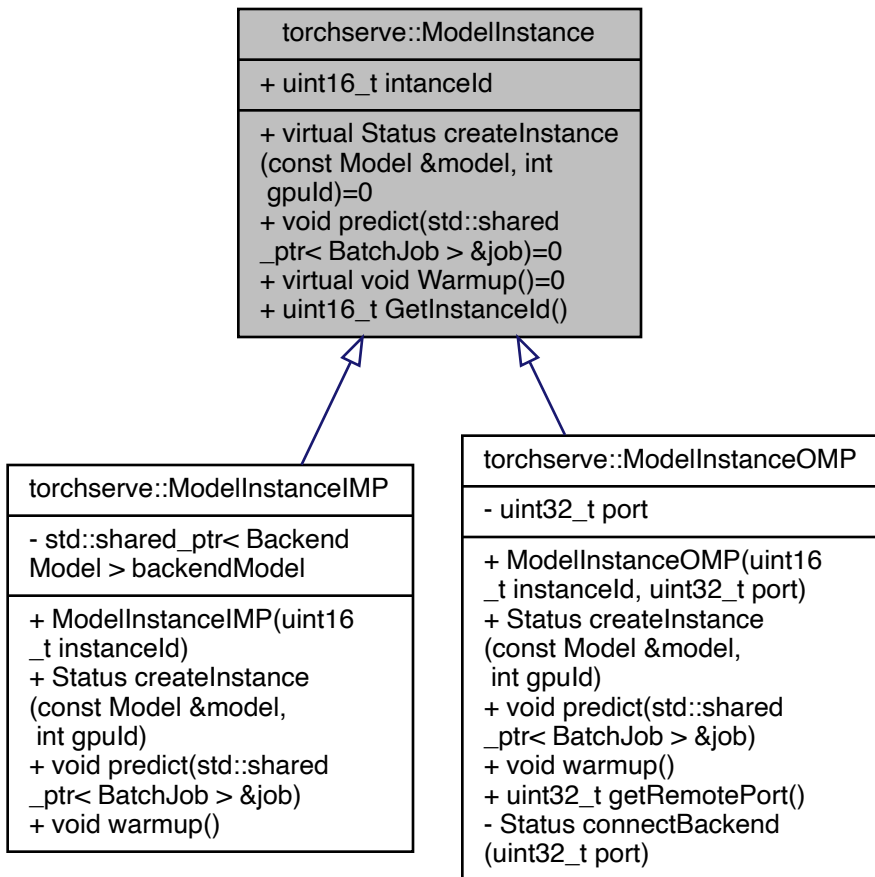 torchserve::ModelInstance
+ uint16_t intanceId
+ virtual Status createInstance
(const Model &model, int
gpuId)=0
+ void predict(std::shared
_ptr< BatchJob > &job)=0
+ virtual void Warmup()=0
+ uint16_t GetInstanceId()
torchserve::ModelInstanceIMP
- std::shared_ptr< Backend
Model > backendModel
+ ModelInstanceIMP(uint16
_t instanceId)
+ Status createInstance
(const Model &model,
int gpuId)
+ void predict(std::shared
_ptr< BatchJob > &job)
+ void warmup()
torchserve::ModelInstanceOMP
- uint32_t port
+ ModelInstanceOMP(uint16
_t instanceId, uint32_t port)
+ Status createInstance
(const Model &model,
int gpuId)
+ void predict(std::shared
_ptr< BatchJob > &job)
+ void warmup()
+ uint32_t getRemotePort()
- Status connectBackend
(uint32_t port)